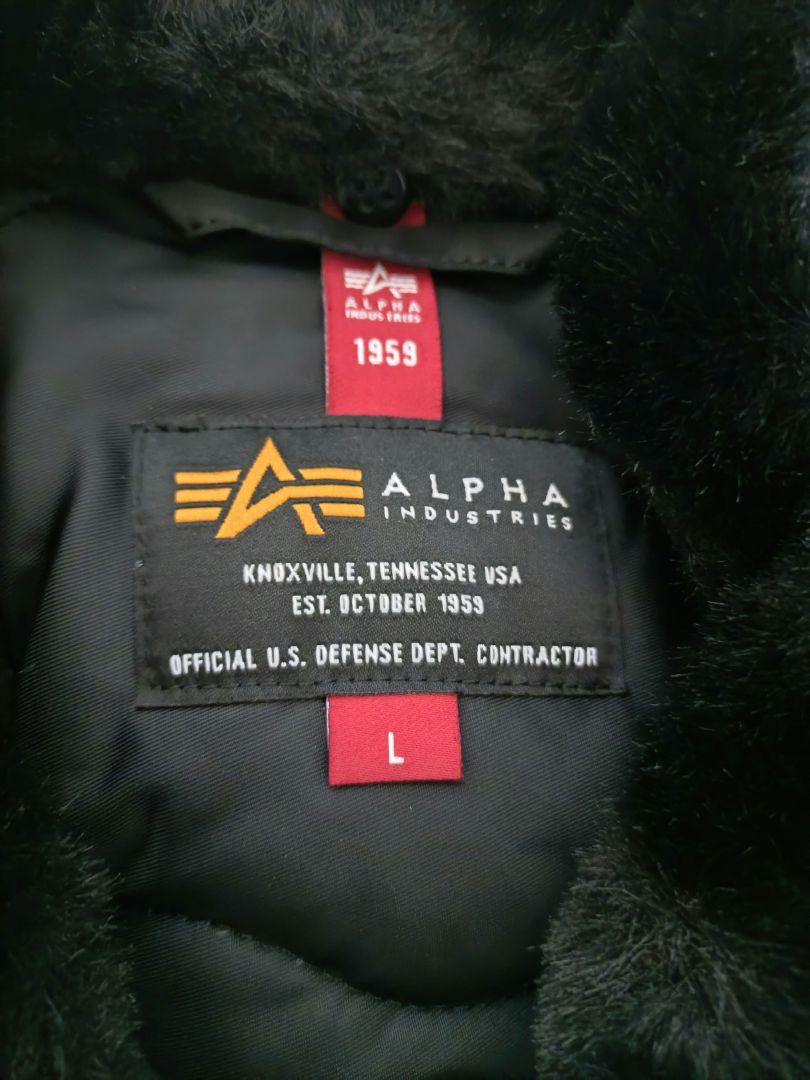 ALPHA
INDUSTRIES
1959
ALPHA
INDUSTRIES
KNOXVILLE, TENNESSEE USA
EST. OCTOBER 1959
OFFICIAL U.S. DEFENSE DEPT. CONTRACTOR
L